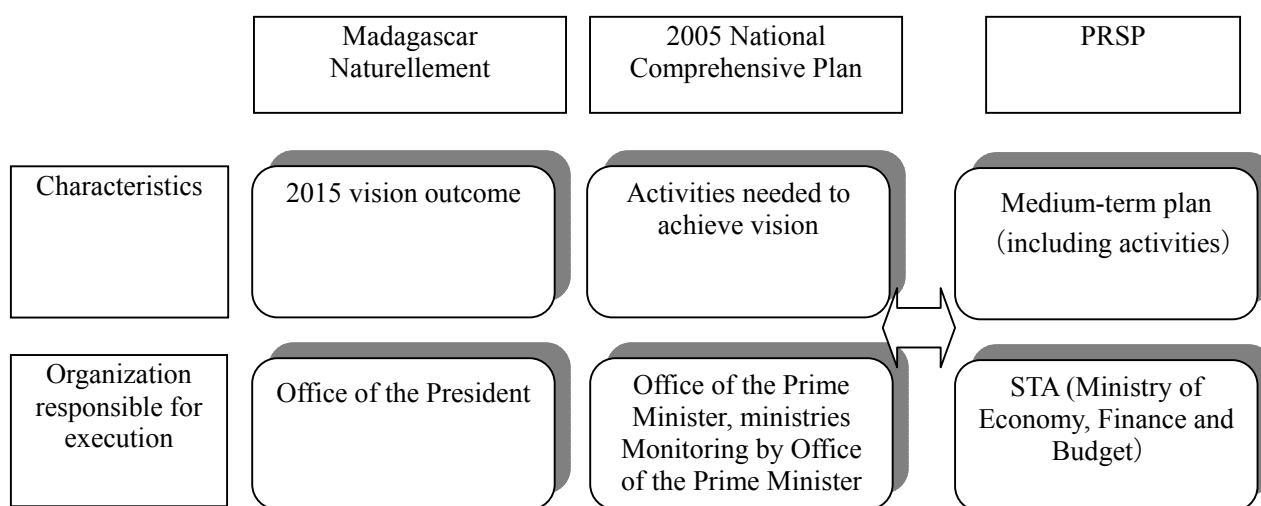 Madagascar
Naturellement
2005 National
Comprehensive Plan
PRSP
Characteristics
2015 vision outcome
Activities needed to
achieve vision
Medium-term plan
（including activities）
Organization
responsible for
execution
Office of the President
Office of the Prime
Minister, ministries
Monitoring by Office
of the Prime Minister
STA (Ministry of
Economy, Finance and
Budget）